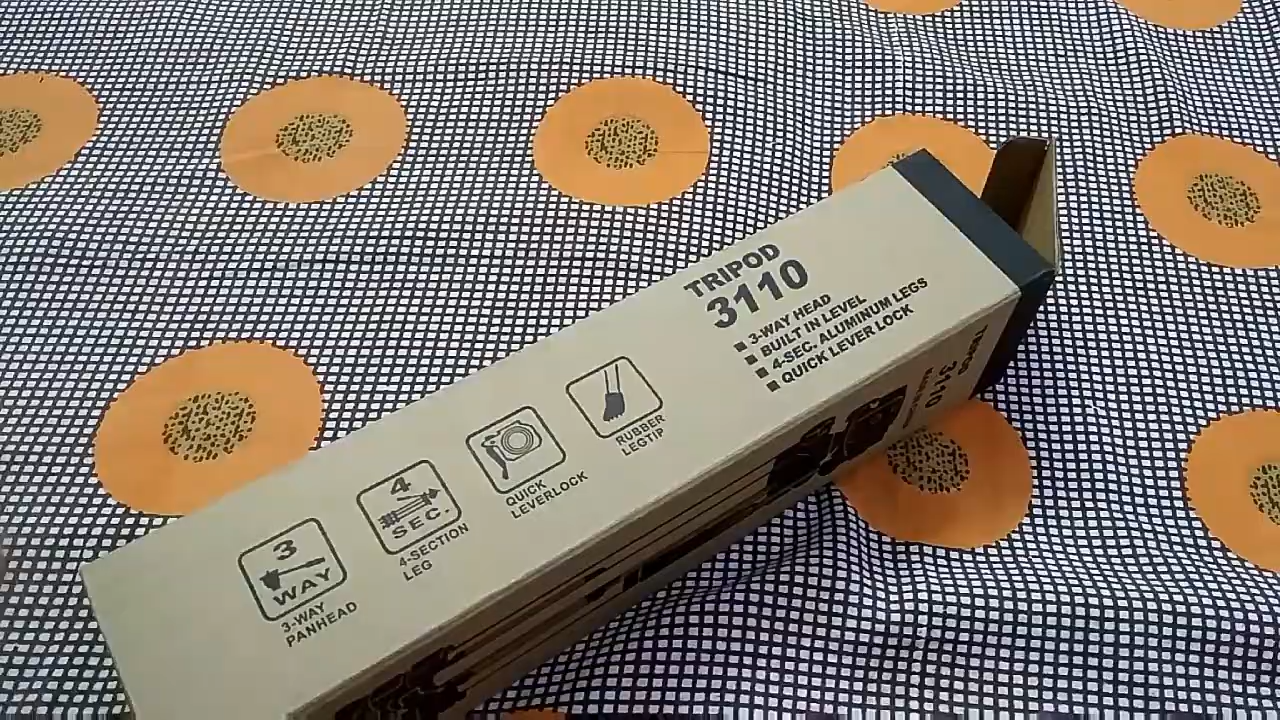 TRIPOD
3110
3-WAY HEAD
BUILT IN LEVEL
4-SEC. ALUMINUM LEGS
QUICK LEVER LOCK
RUBBER
LEGTIP
QUICK
LEVERLOCK
4
SEC.
4-SECTION
LEG
3
WAY
3-WAY
PANHEAD
TRIPOD
3110